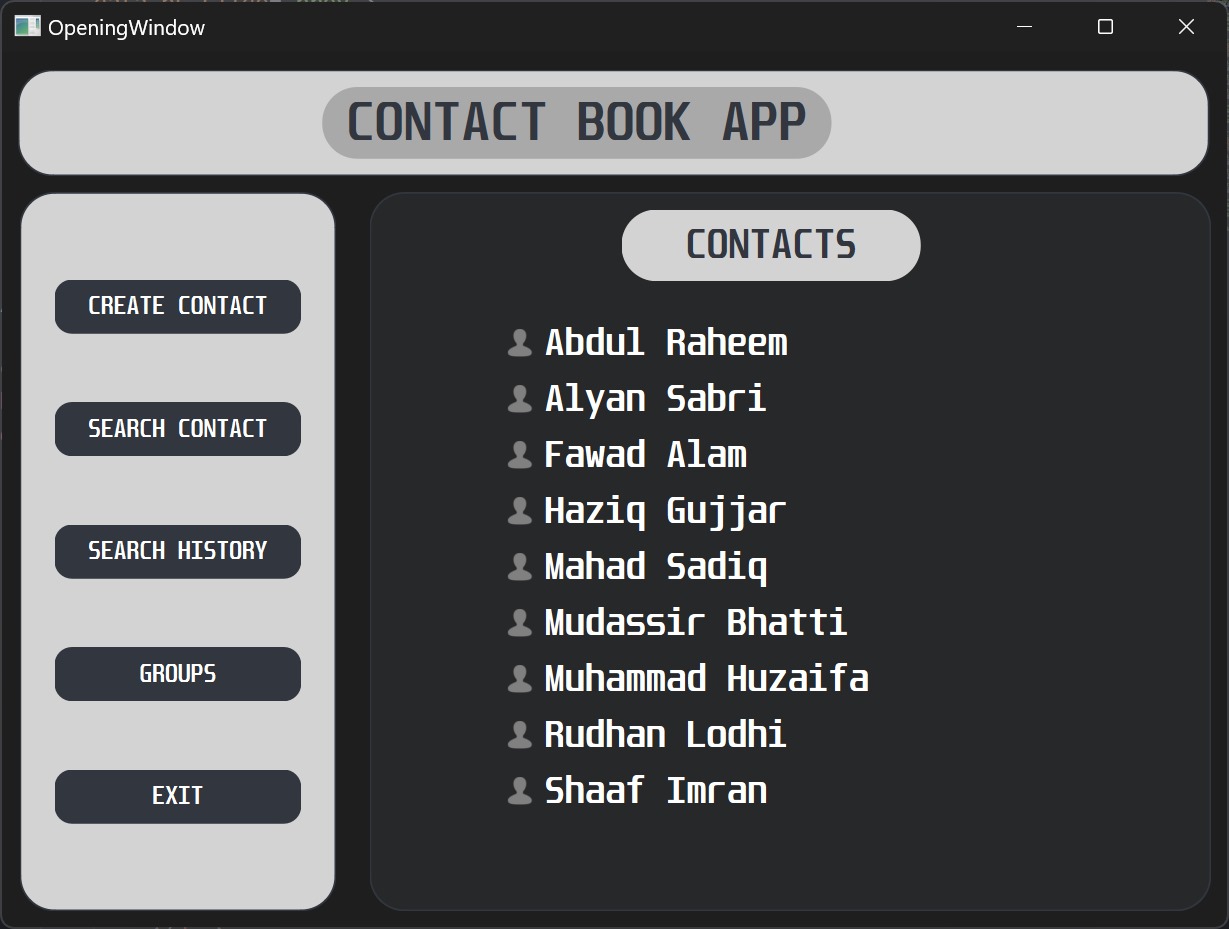 OpeningWindow
CONTACT BOOK APP
CREATE CONTACT
SEARCH CONTACT
SEARCH HISTORY
GROUPS
EXIT
CONTACTS
Abdul Raheem
Alyan Sabri
Fawad Alam
Haziq Gujjar
Mahad Sadiq
Mudassir Bhatti
Muhammad Huzaifa
Rudhan Lodhi
Shaaf Imran